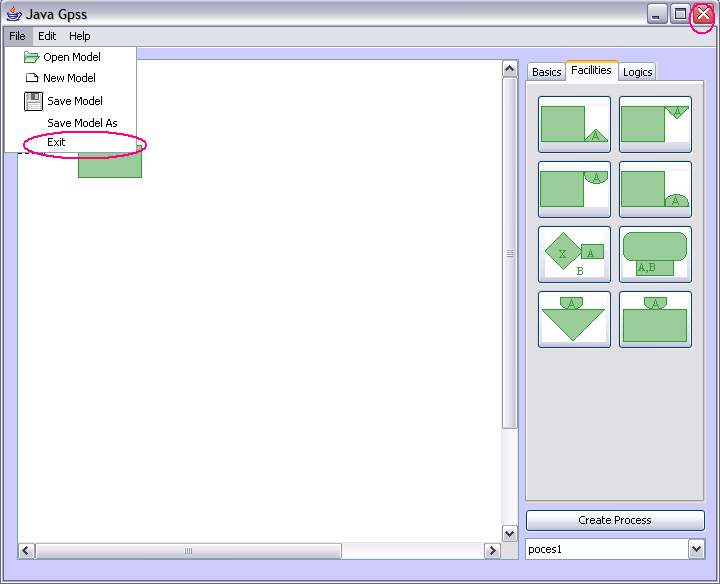 Java Gpss
File Edit Help
Open Model
New Model
Save Model
Save Model As
Exit
Basics Facilities Logics
A A
A A
X A B A,B
A A
Create Process
poces1